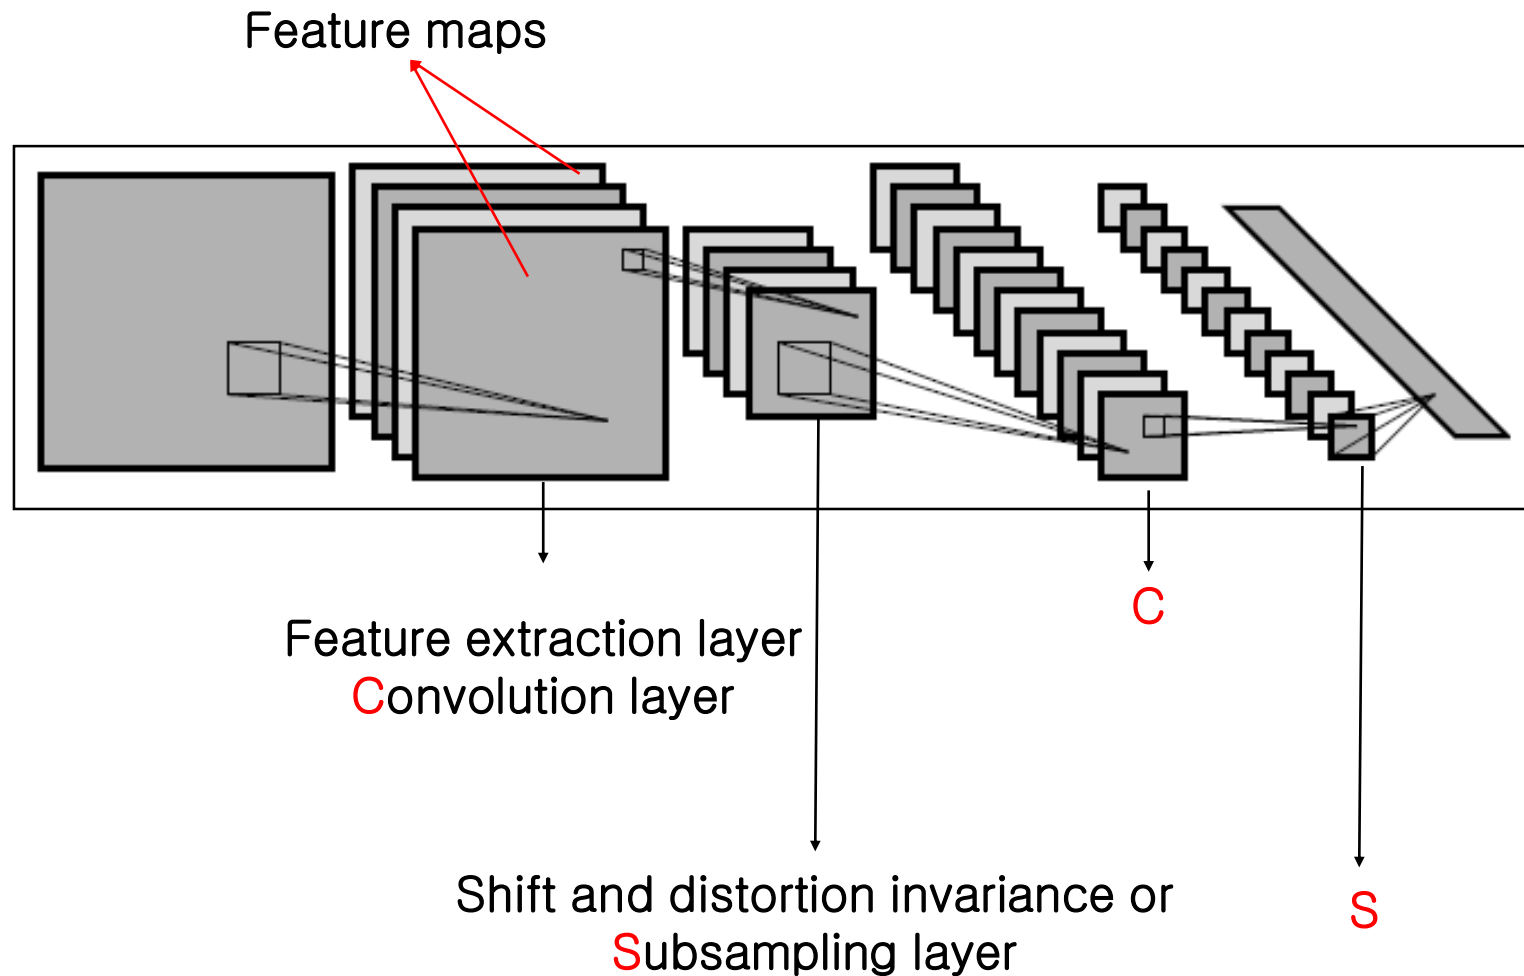 Feature maps
C
Feature extraction layer
Convolution layer
Shift and distortion invariance or
Subsampling layer
S